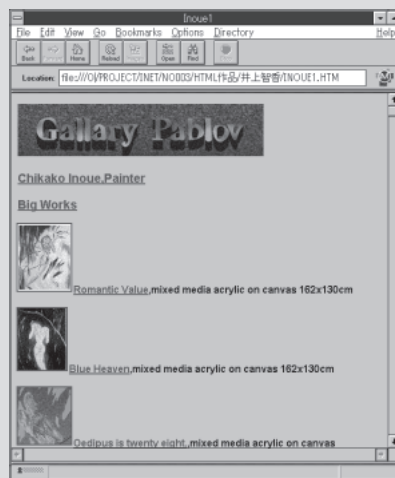 Inoue1
File Edit View Go Bookmarks Options Directory Help
Back Home Reload Open Find
Location: file:///O|/PROJECT/INET/NO003/HTML作品/井上智香/INOUE1.HTM
Gallary Pablov
Chikako Inoue,Painter
Big Works
Romantic Value,mixed media acrylic on canvas 162x130cm
Blue Heaven,mixed media acrylic on canvas 162x130cm
Oedipus is twenty eight.,mixed media acrylic on canvas